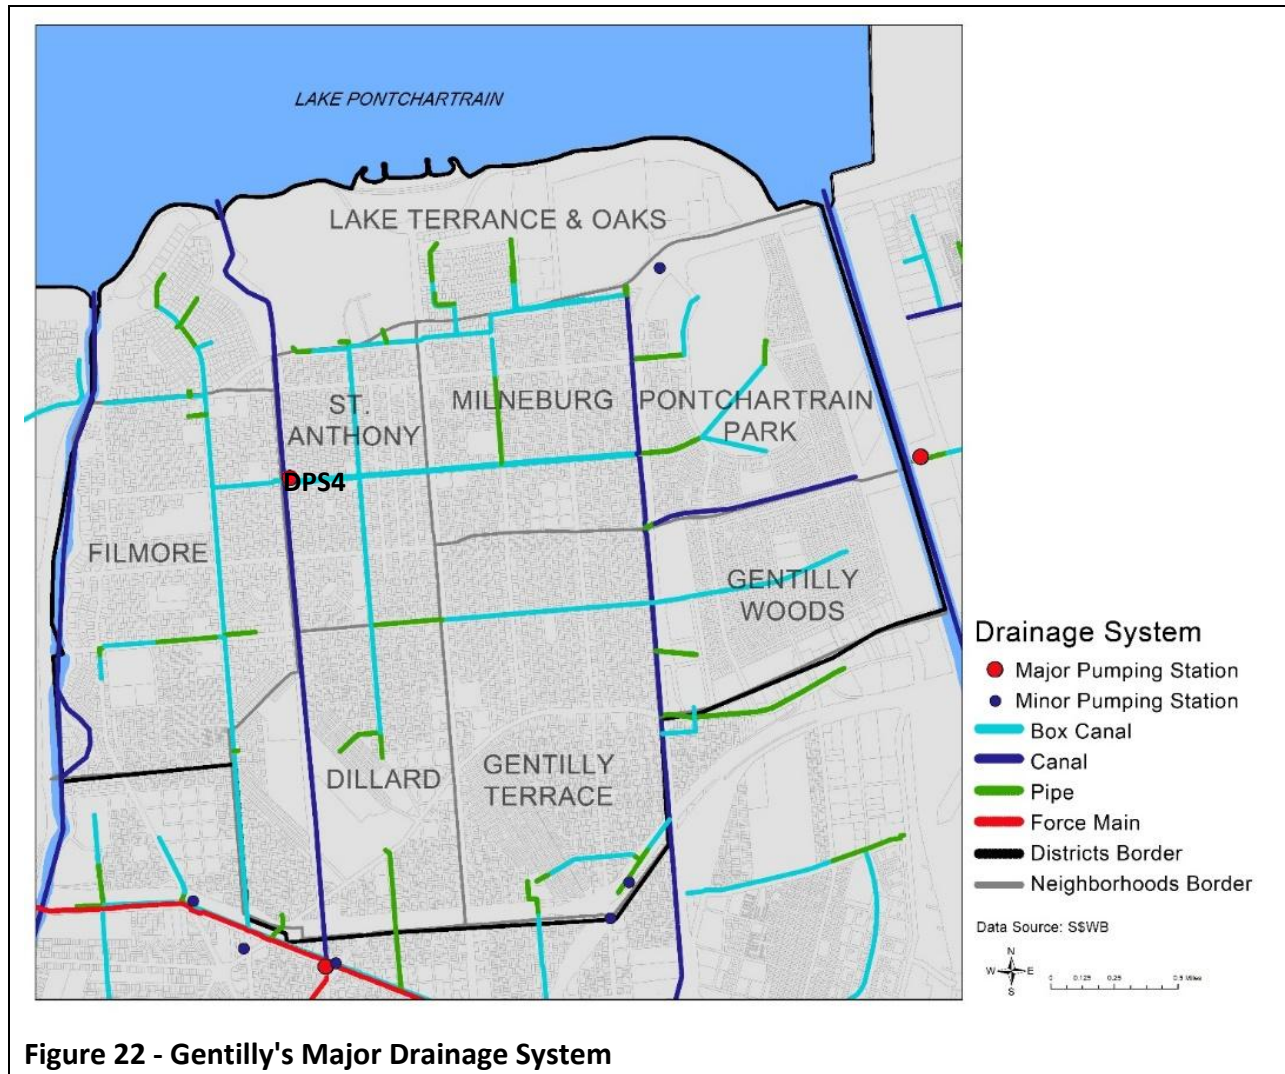 LAKE PONTCHARTRAIN
LAKE TERRANCE & OAKS
ST.
ANTHONY
MILNEBURG
PONTCHARTRAIN
PARK
DPS4
FILMORE
GENTILLY
WOODS
DILLARD
GENTILLY
TERRACE
Drainage System
Major Pumping Station
Minor Pumping Station
Box Canal
Canal
Pipe
Force Main
Districts Border
Neighborhoods Border
Data Source: S$WB
N
W E
S
0 0.125 0.25 0.5 Miles
Figure 22 - Gentilly's Major Drainage System